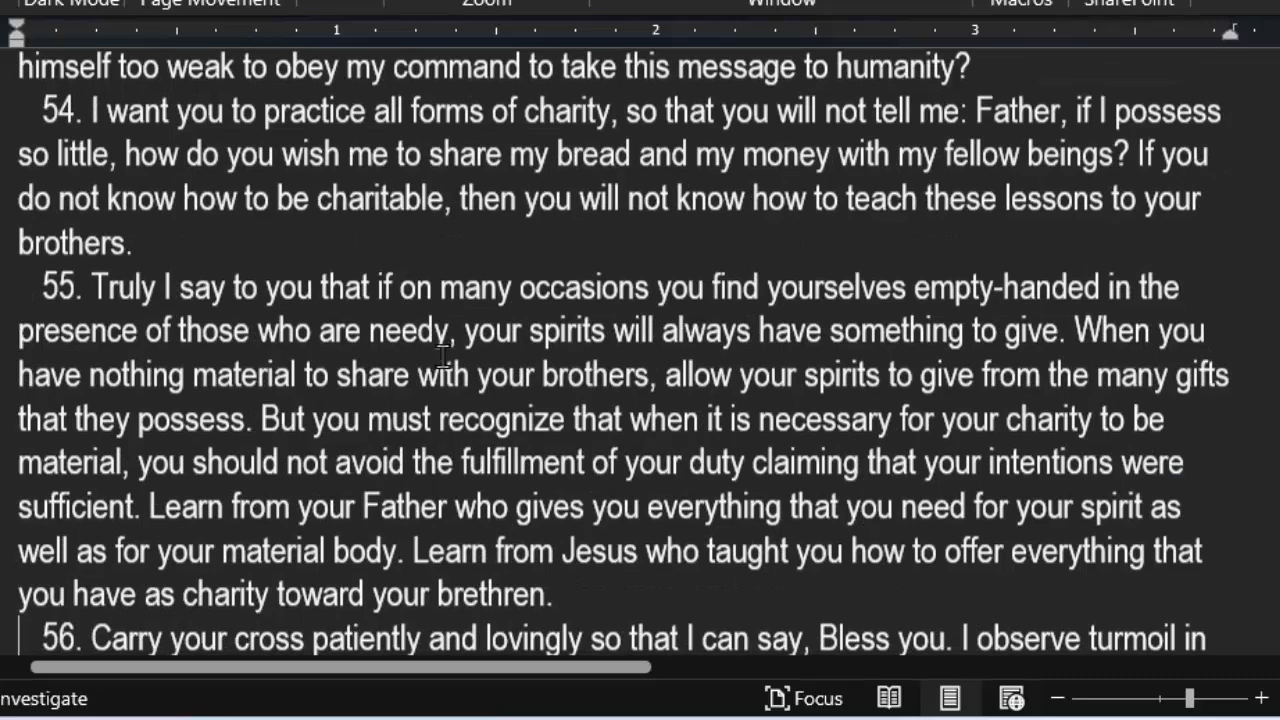 Dark Mode Page Movement Zoom Window Macros SharePoint
1 2 3
himself too weak to obey my command to take this message to humanity?
54. I want you to practice all forms of charity, so that you will not tell me: Father, if I possess
so little, how do you wish me to share my bread and my money with my fellow beings? If you
do not know how to be charitable, then you will not know how to teach these lessons to your
brothers.
55. Truly I say to you that if on many occasions you find yourselves empty-handed in the
presence of those who are needy, your spirits will always have something to give. When you
have nothing material to share with your brothers, allow your spirits to give from the many gifts
that they possess. But you must recognize that when it is necessary for your charity to be
material, you should not avoid the fulfillment of your duty claiming that your intentions were
sufficient. Learn from your Father who gives you everything that you need for your spirit as
well as for your material body. Learn from Jesus who taught you how to offer everything that
you have as charity toward your brethren.
56. Carry your cross patiently and lovingly so that I can say, Bless you. I observe turmoil in
nvestigate Focus